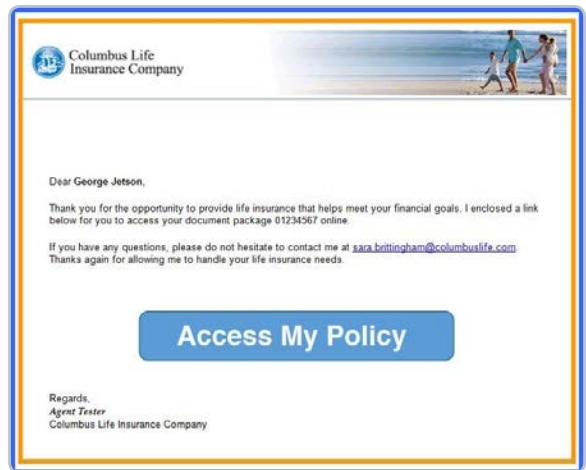 Columbus Life
Insurance Company
Dear George Jetson,
Thank you for the opportunity to provide life insurance that helps meet your financial goals. I enclosed a link
below for you to access your document package 01234567 online.
If you have any questions, please do not hesitate to contact me at sara.brittingham@columbuslife.com.
Thanks again for allowing me to handle your life insurance needs.
Access My Policy
Regards,
Agent Tester
Columbus Life Insurance Company